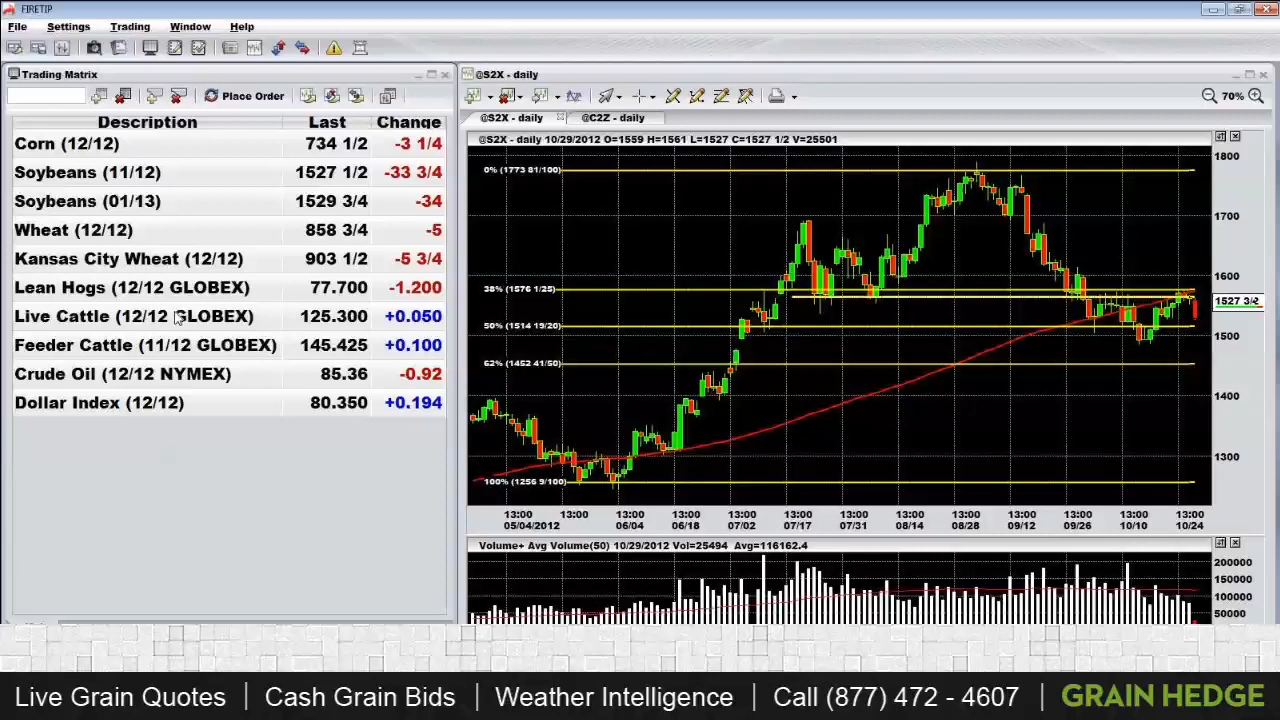 FIRETIP
File Settings Trading Window Help
Trading Matrix
Place Order
Description Last Change
Corn (12/12) 734 1/2 -3 1/4
Soybeans (11/12) 1527 1/2 -33 3/4
Soybeans (01/13) 1529 3/4 -34
Wheat (12/12) 858 3/4 -5
Kansas City Wheat (12/12) 903 1/2 -5 3/4
Lean Hogs (12/12 GLOBEX) 77.700 -1.200
Live Cattle (12/12 GLOBEX) 125.300 +0.050
Feeder Cattle (11/12 GLOBEX) 145.425 +0.100
Crude Oil (12/12 NYMEX) 85.36 -0.92
Dollar Index (12/12) 80.350 +0.194
@S2X - daily
70%
@S2X - daily @C2Z - daily
@S2X - daily 10/29/2012 O=1559 H=1561 L=1527 C=1527 1/2 V=25501
1800
0% (1773 81/100)
1700
1600
38% (1576 1/25)
1527 1/2
50% (1514 19/20)
1500
62% (1452 41/50)
1400
1300
100% (1256 9/100)
13:00 13:00 13:00 13:00 13:00 13:00 13:00 13:00 13:00 13:00 13:00 13:00 13:00
05/04/2012 06/04 06/18 07/02 07/17 07/31 08/14 08/28 09/12 09/26 10/10 10/24
Volume+ Avg Volume(50) 10/29/2012 Vol=25494 Avg=116162.4
200000
150000
100000
50000
Live Grain Quotes | Cash Grain Bids | Weather Intelligence | Call (877) 472 - 4607 | GRAIN HEDGE